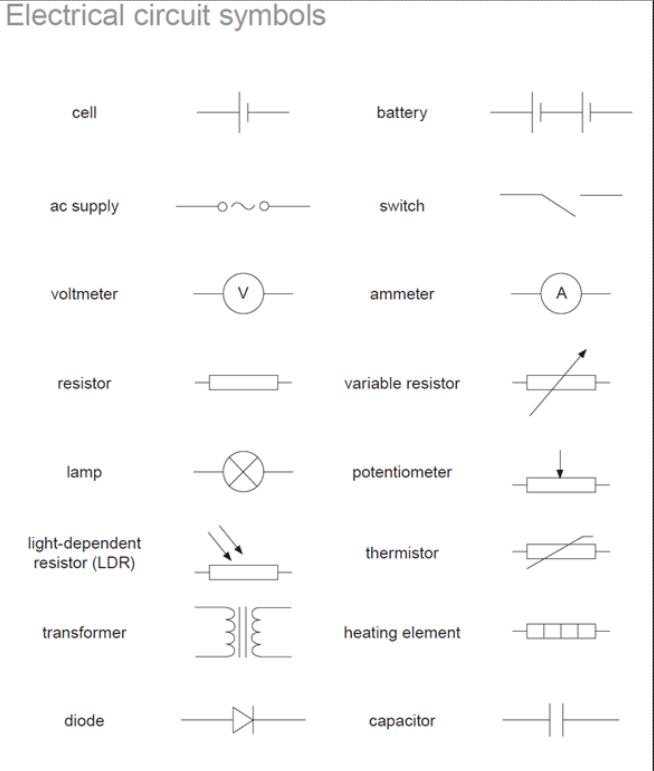 Electrical circuit symbols
cell
battery
ac supply
switch
voltmeter
V
ammeter
A
resistor
variable resistor
lamp
potentiometer
light-dependent
resistor (LDR)
thermistor
transformer
heating element
diode
capacitor